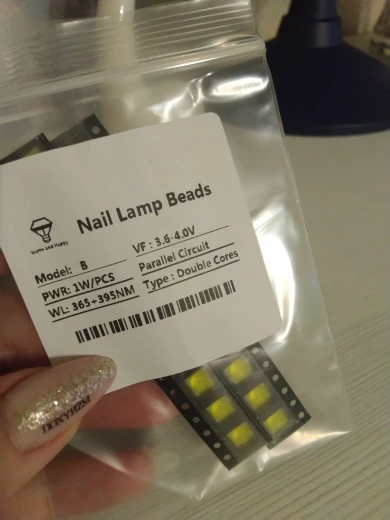 Nail Lamp Beads
Model: B
VF : 3.6-4.0V
PWR: 1W/PCS
Parallel Circuit
WL: 365+395NM
Type : Double Cores